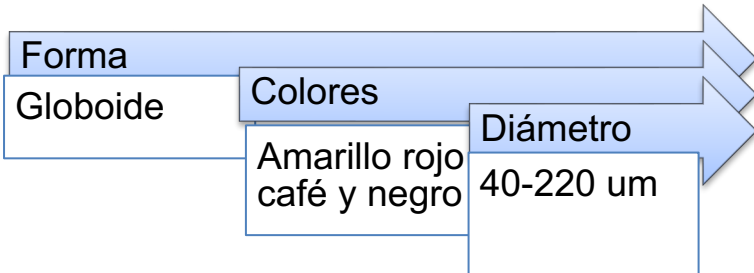 Forma
Globoide
Colores
Amarillo rojo
café y negro
Diámetro
40-220 um